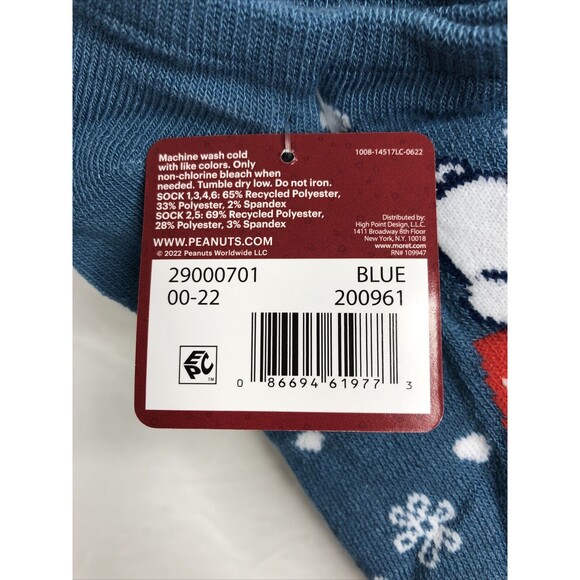 Machine wash cold
with like colors. Only
non-chlorine bleach when
needed. Tumble dry low. Do not iron.
SOCK 1,3,4,6: 65% Recycled Polyester,
33% Polyester, 2% Spandex
SOCK 2,5: 69% Recycled Polyester,
28% Polyester, 3% Spandex
WWW.PEANUTS.COM
© 2022 Peanuts Worldwide LLC
1008-14517LC-0622
Distributed by:
High Point Design, L.L.C.
1411 Broadway 8th Floor
New York, N.Y. 10018
www.moret.com
RN# 109947
29000701 BLUE
00-22 200961
EPC™
0 86694 61977 3